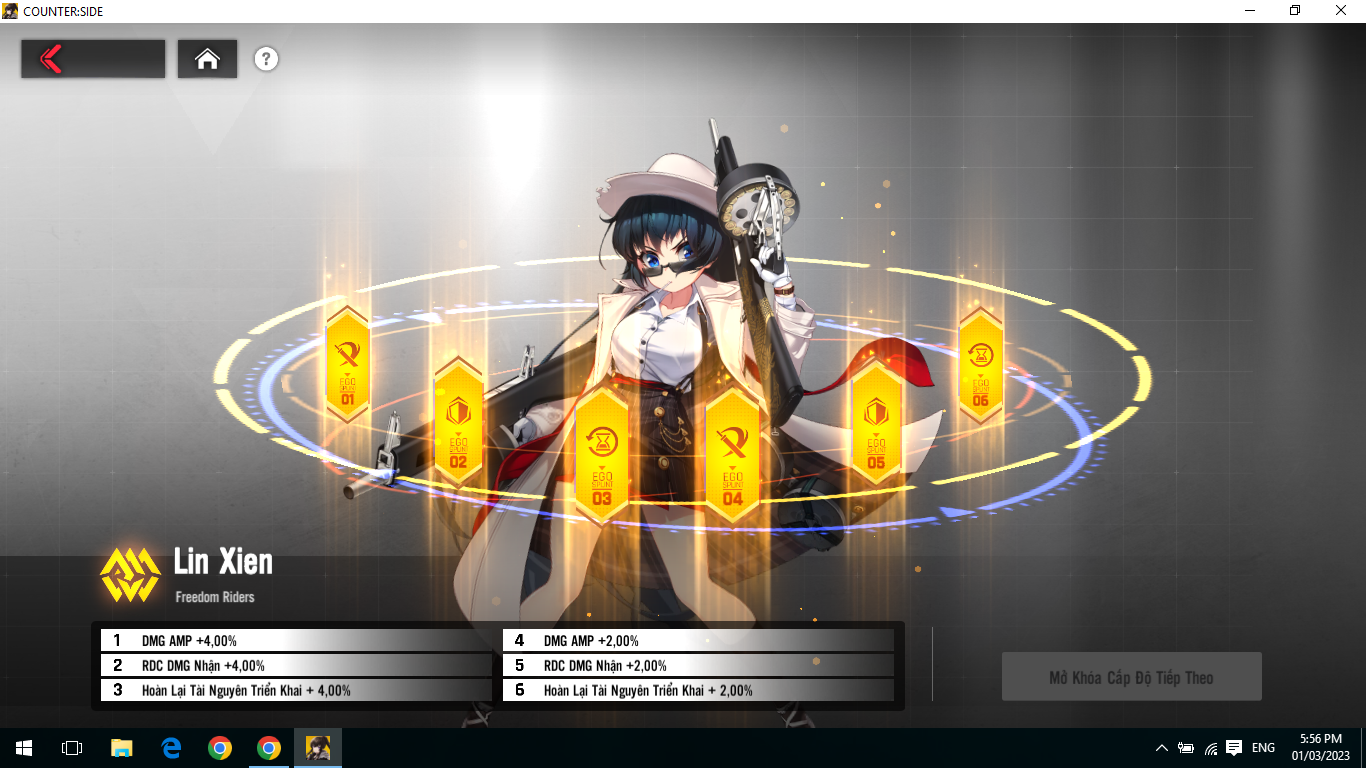 COUNTER:SIDE
?
EGO
SPLINT
01
EGO
SPLINT
02
EGO
SPLINT
03
EGO
SPLINT
04
EGO
SPLINT
05
EGO
SPLINT
06
Lin Xien
Freedom Riders
1 DMG AMP +4,00%
2 RDC DMG Nhận +4,00%
3 Hoàn Lại Tài Nguyên Triển Khai + 4,00%
4 DMG AMP +2,00%
5 RDC DMG Nhận +2,00%
6 Hoàn Lại Tài Nguyên Triển Khai + 2,00%
Mở Khóa Cấp Độ Tiếp Theo
ENG
5:56 PM
01/03/2023